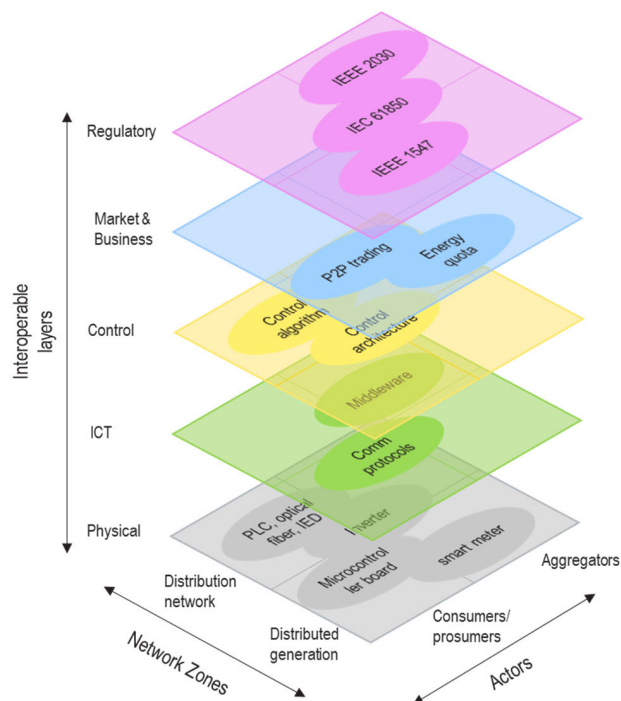 IEEE 2030
IEC 61850
IEEE 1547
Regulatory
Market &
Business
P2P trading
Energy
quota
Control
Control
algorithm
Control
architecture
Interoperable
layers
Middleware
ICT
Comm
protocols
Physical
PLC, optical
fiber, IED
Inverter
Microcontrol
ler board
smart meter
Aggregators
Distribution
network
Distributed
generation
Consumers/
prosumers
Network Zones
Actors